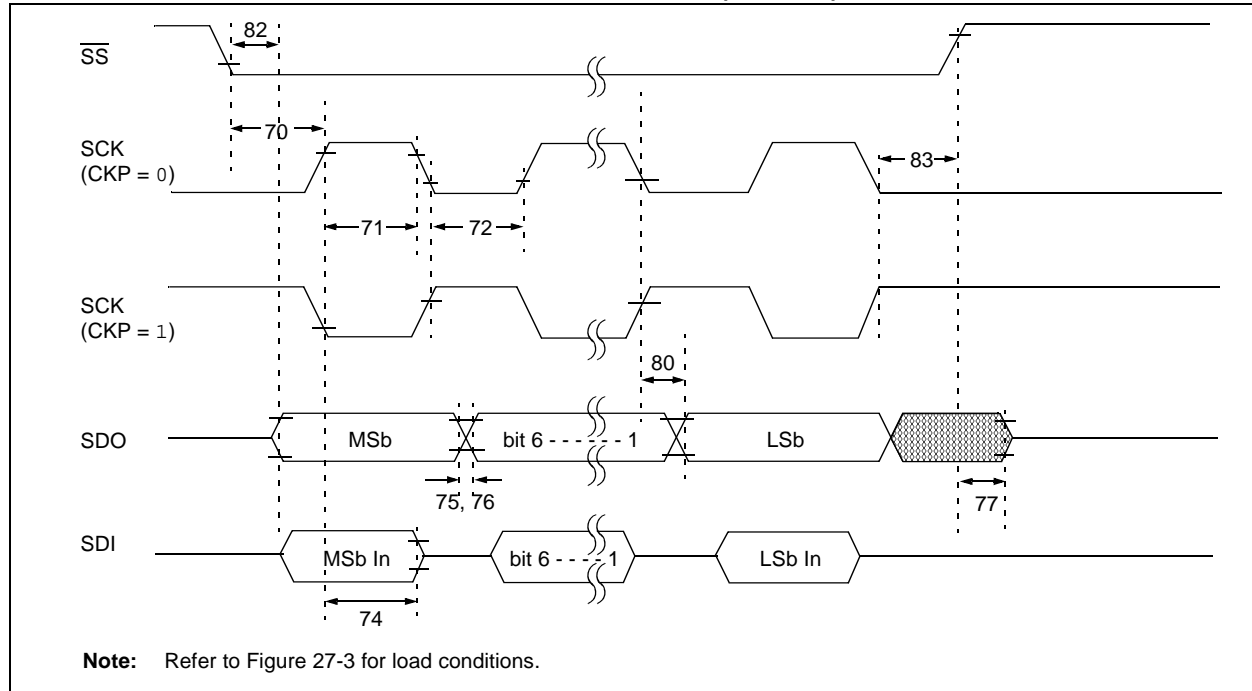 82
SS
70
SCK
(CKP = 0)
83
71
72
SCK
(CKP = 1)
80
SDO
MSb
bit 6 - - - - - - 1
LSb
75, 76
77
SDI
MSb In
bit 6 - - - - 1
LSb In
74
Note: Refer to Figure 27-3 for load conditions.